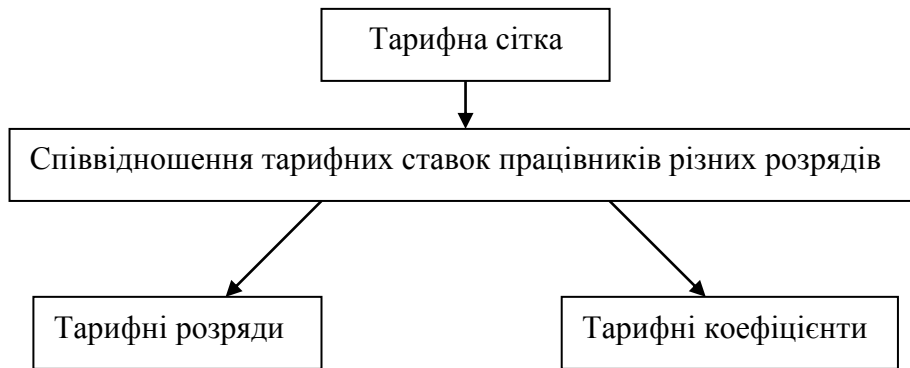 Тарифна сітка
Співвідношення тарифних ставок працівників різних розрядів
Тарифні розряди
Тарифні коефіцієнти